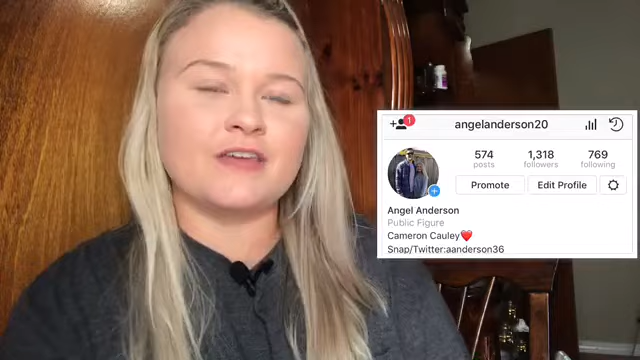 1
angelanderson20
574 1,318 769
posts followers following
Promote Edit Profile
Angel Anderson
Public Figure
Cameron Cauley❤️
Snap/Twitter:aanderson36